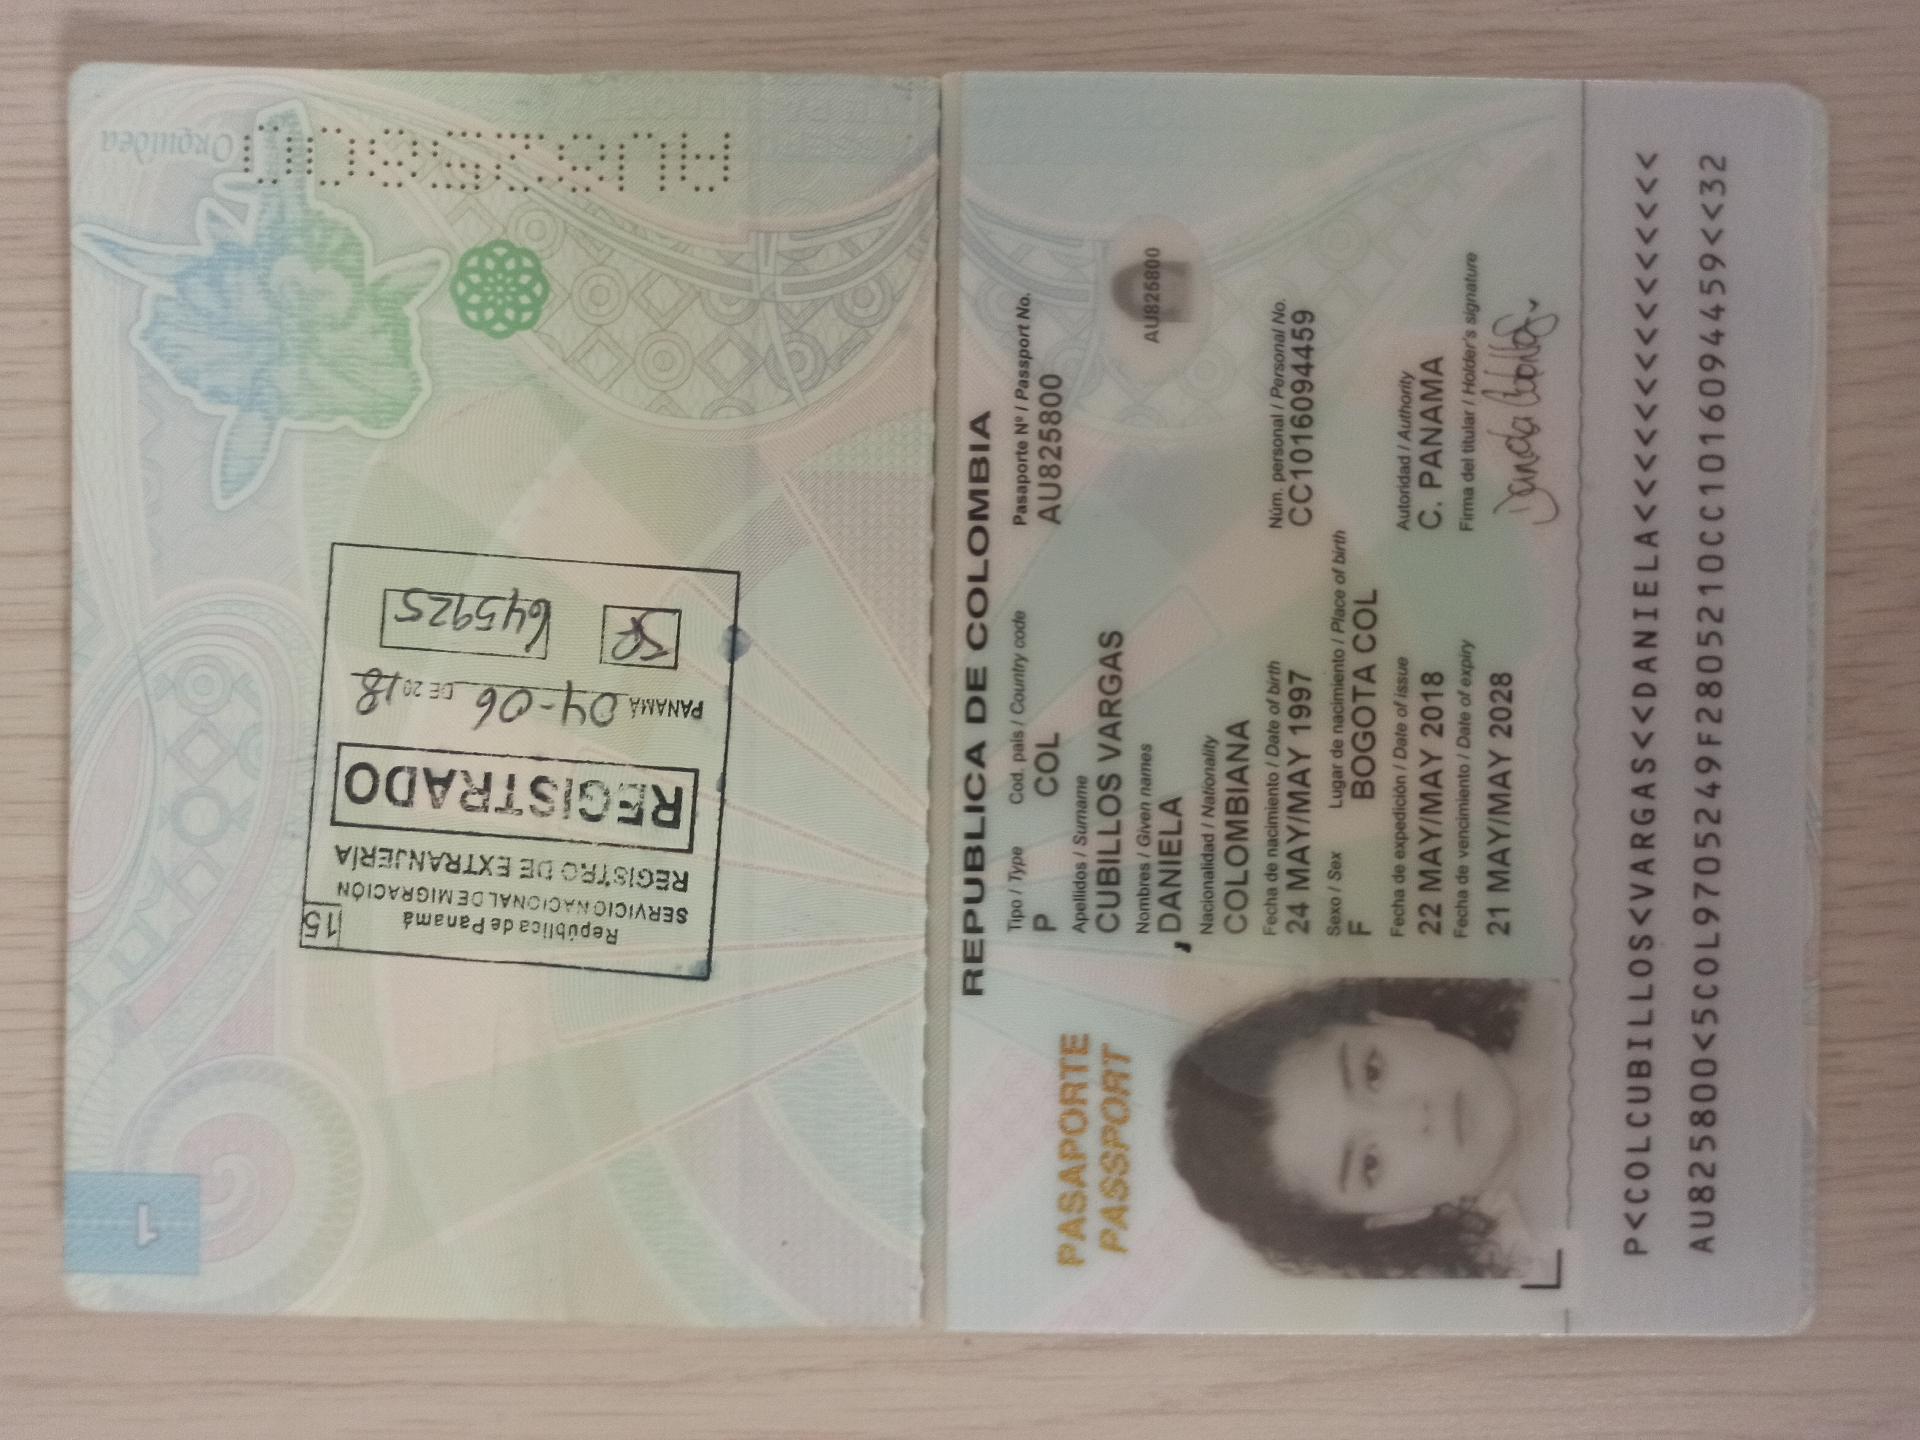 Orquídea
AU825800
15
República de Panamá
SERVICIO NACIONAL DE MIGRACIÓN
REGISTRO DE EXTRANJERÍA
REGISTRADO
PANAMÁ 04-06 DE 2018
JR 645925
1
REPUBLICA DE COLOMBIA
PASAPORTE
PASSPORT
Tipo / Type Cod. país / Country code Pasaporte Nº / Passport No.
P COL AU825800
Apellidos / Surname
CUBILLOS VARGAS
Nombres / Given names
DANIELA
Nacionalidad / Nationality
COLOMBIANA
AU825800
Fecha de nacimiento / Date of birth Núm. personal / Personal No.
24 MAY/MAY 1997 CC1016094459
Sexo / Sex Lugar de nacimiento / Place of birth
F BOGOTA COL
Fecha de expedición / Date of issue Autoridad / Authority
22 MAY/MAY 2018 C. PANAMA
Fecha de vencimiento / Date of expiry Firma del titular / Holder's signature
21 MAY/MAY 2028
P<COLCUBILLOS<VARGAS<<DANIELA<<<<<<<<<<<<<<<
AU825800<5COL9705249F2805210CC1016094459<<32